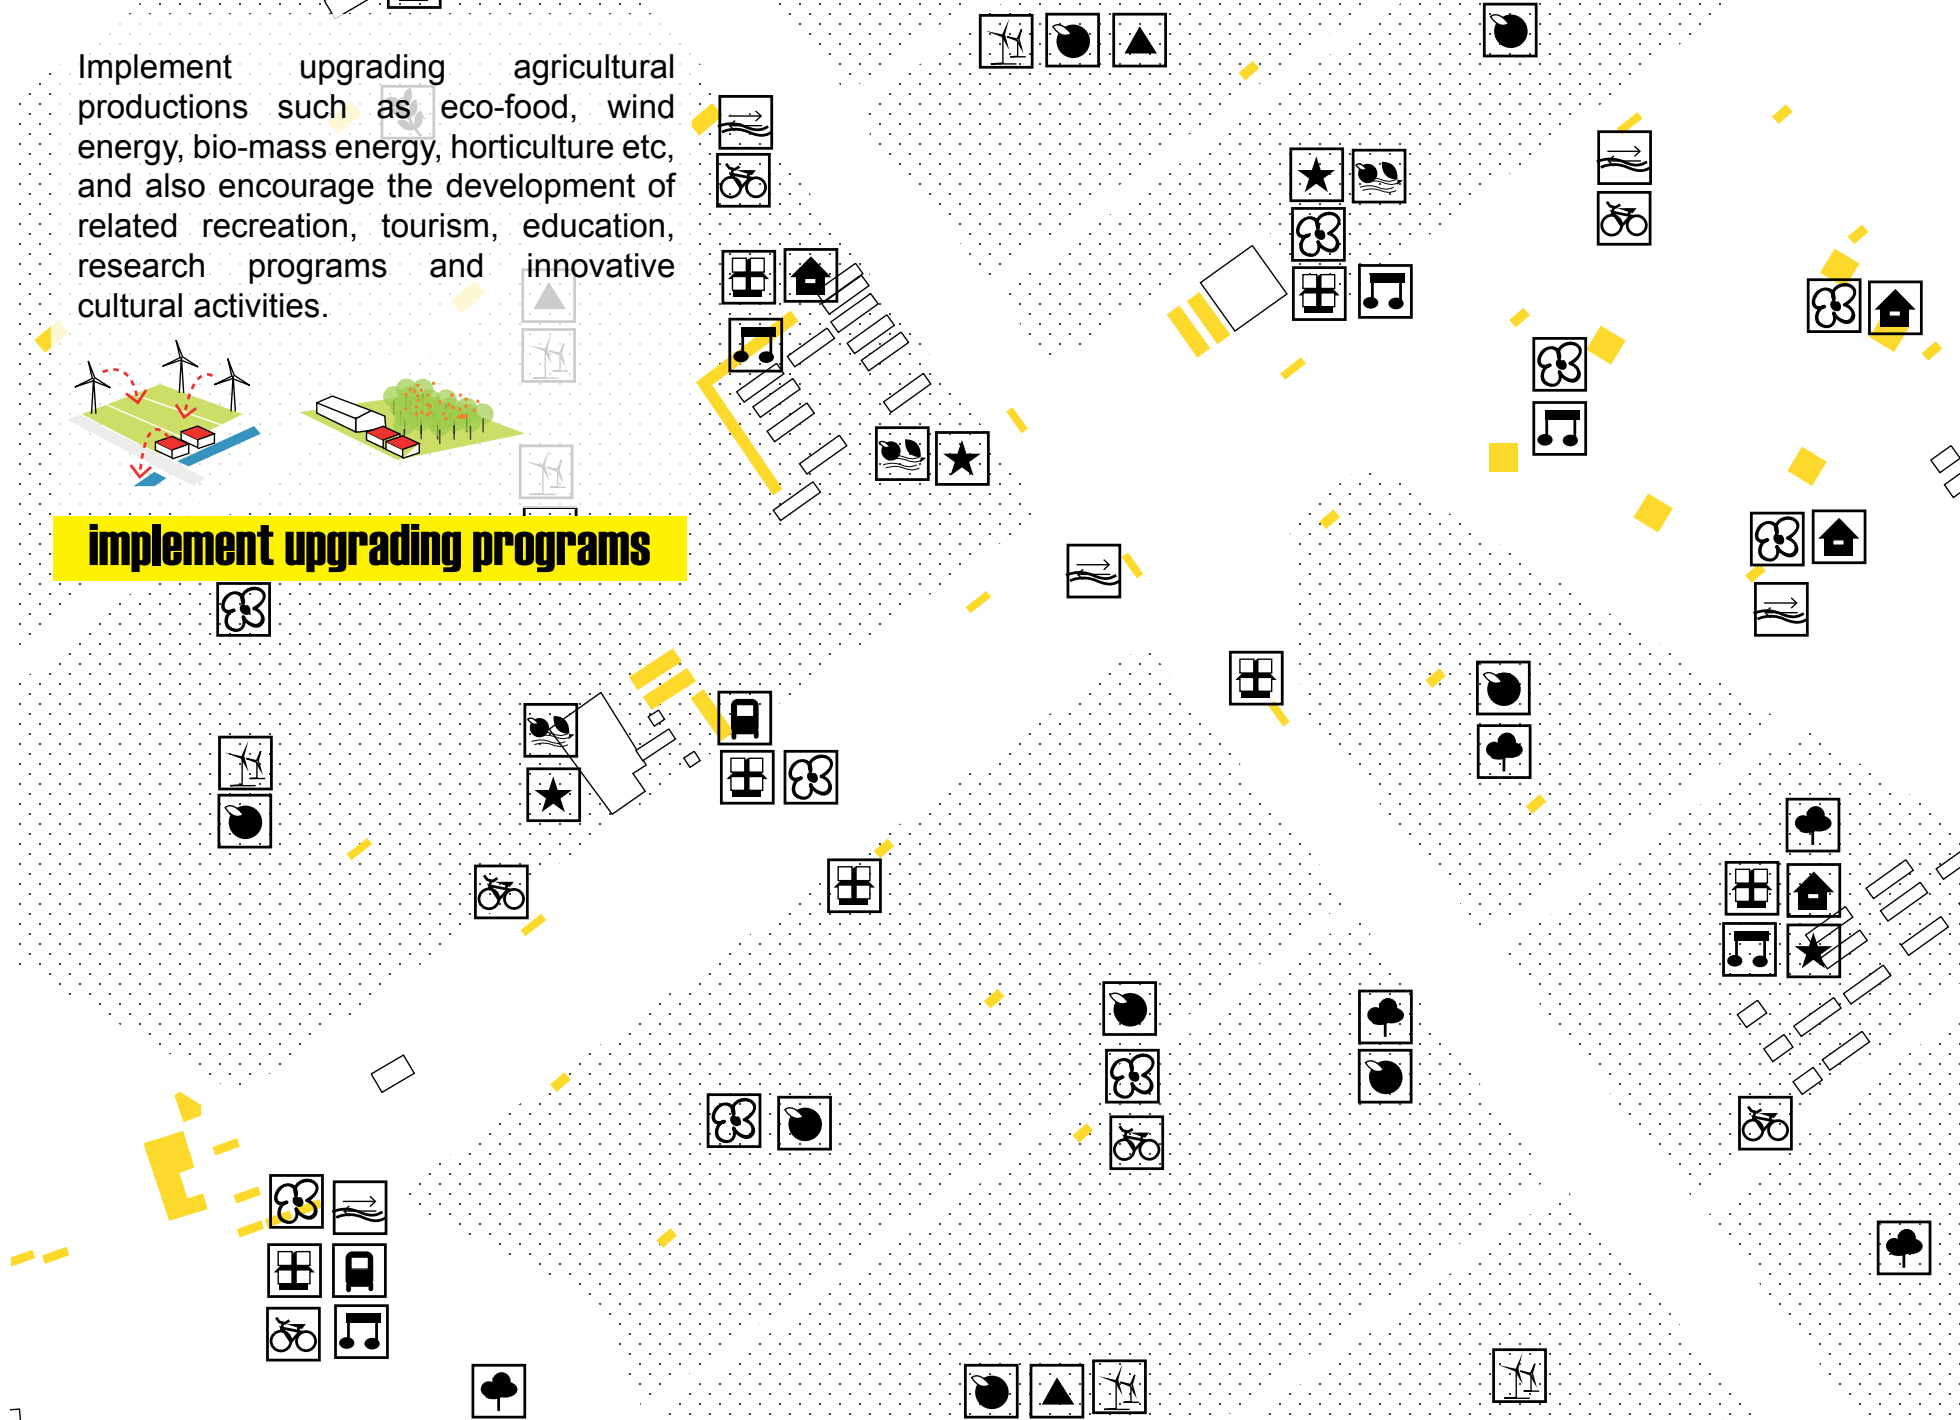 Implement upgrading agricultural
productions such as eco-food, wind
energy, bio-mass energy, horticulture etc,
and also encourage the development of
related recreation, tourism, education,
research programs and innovative
cultural activities.
implement upgrading programs